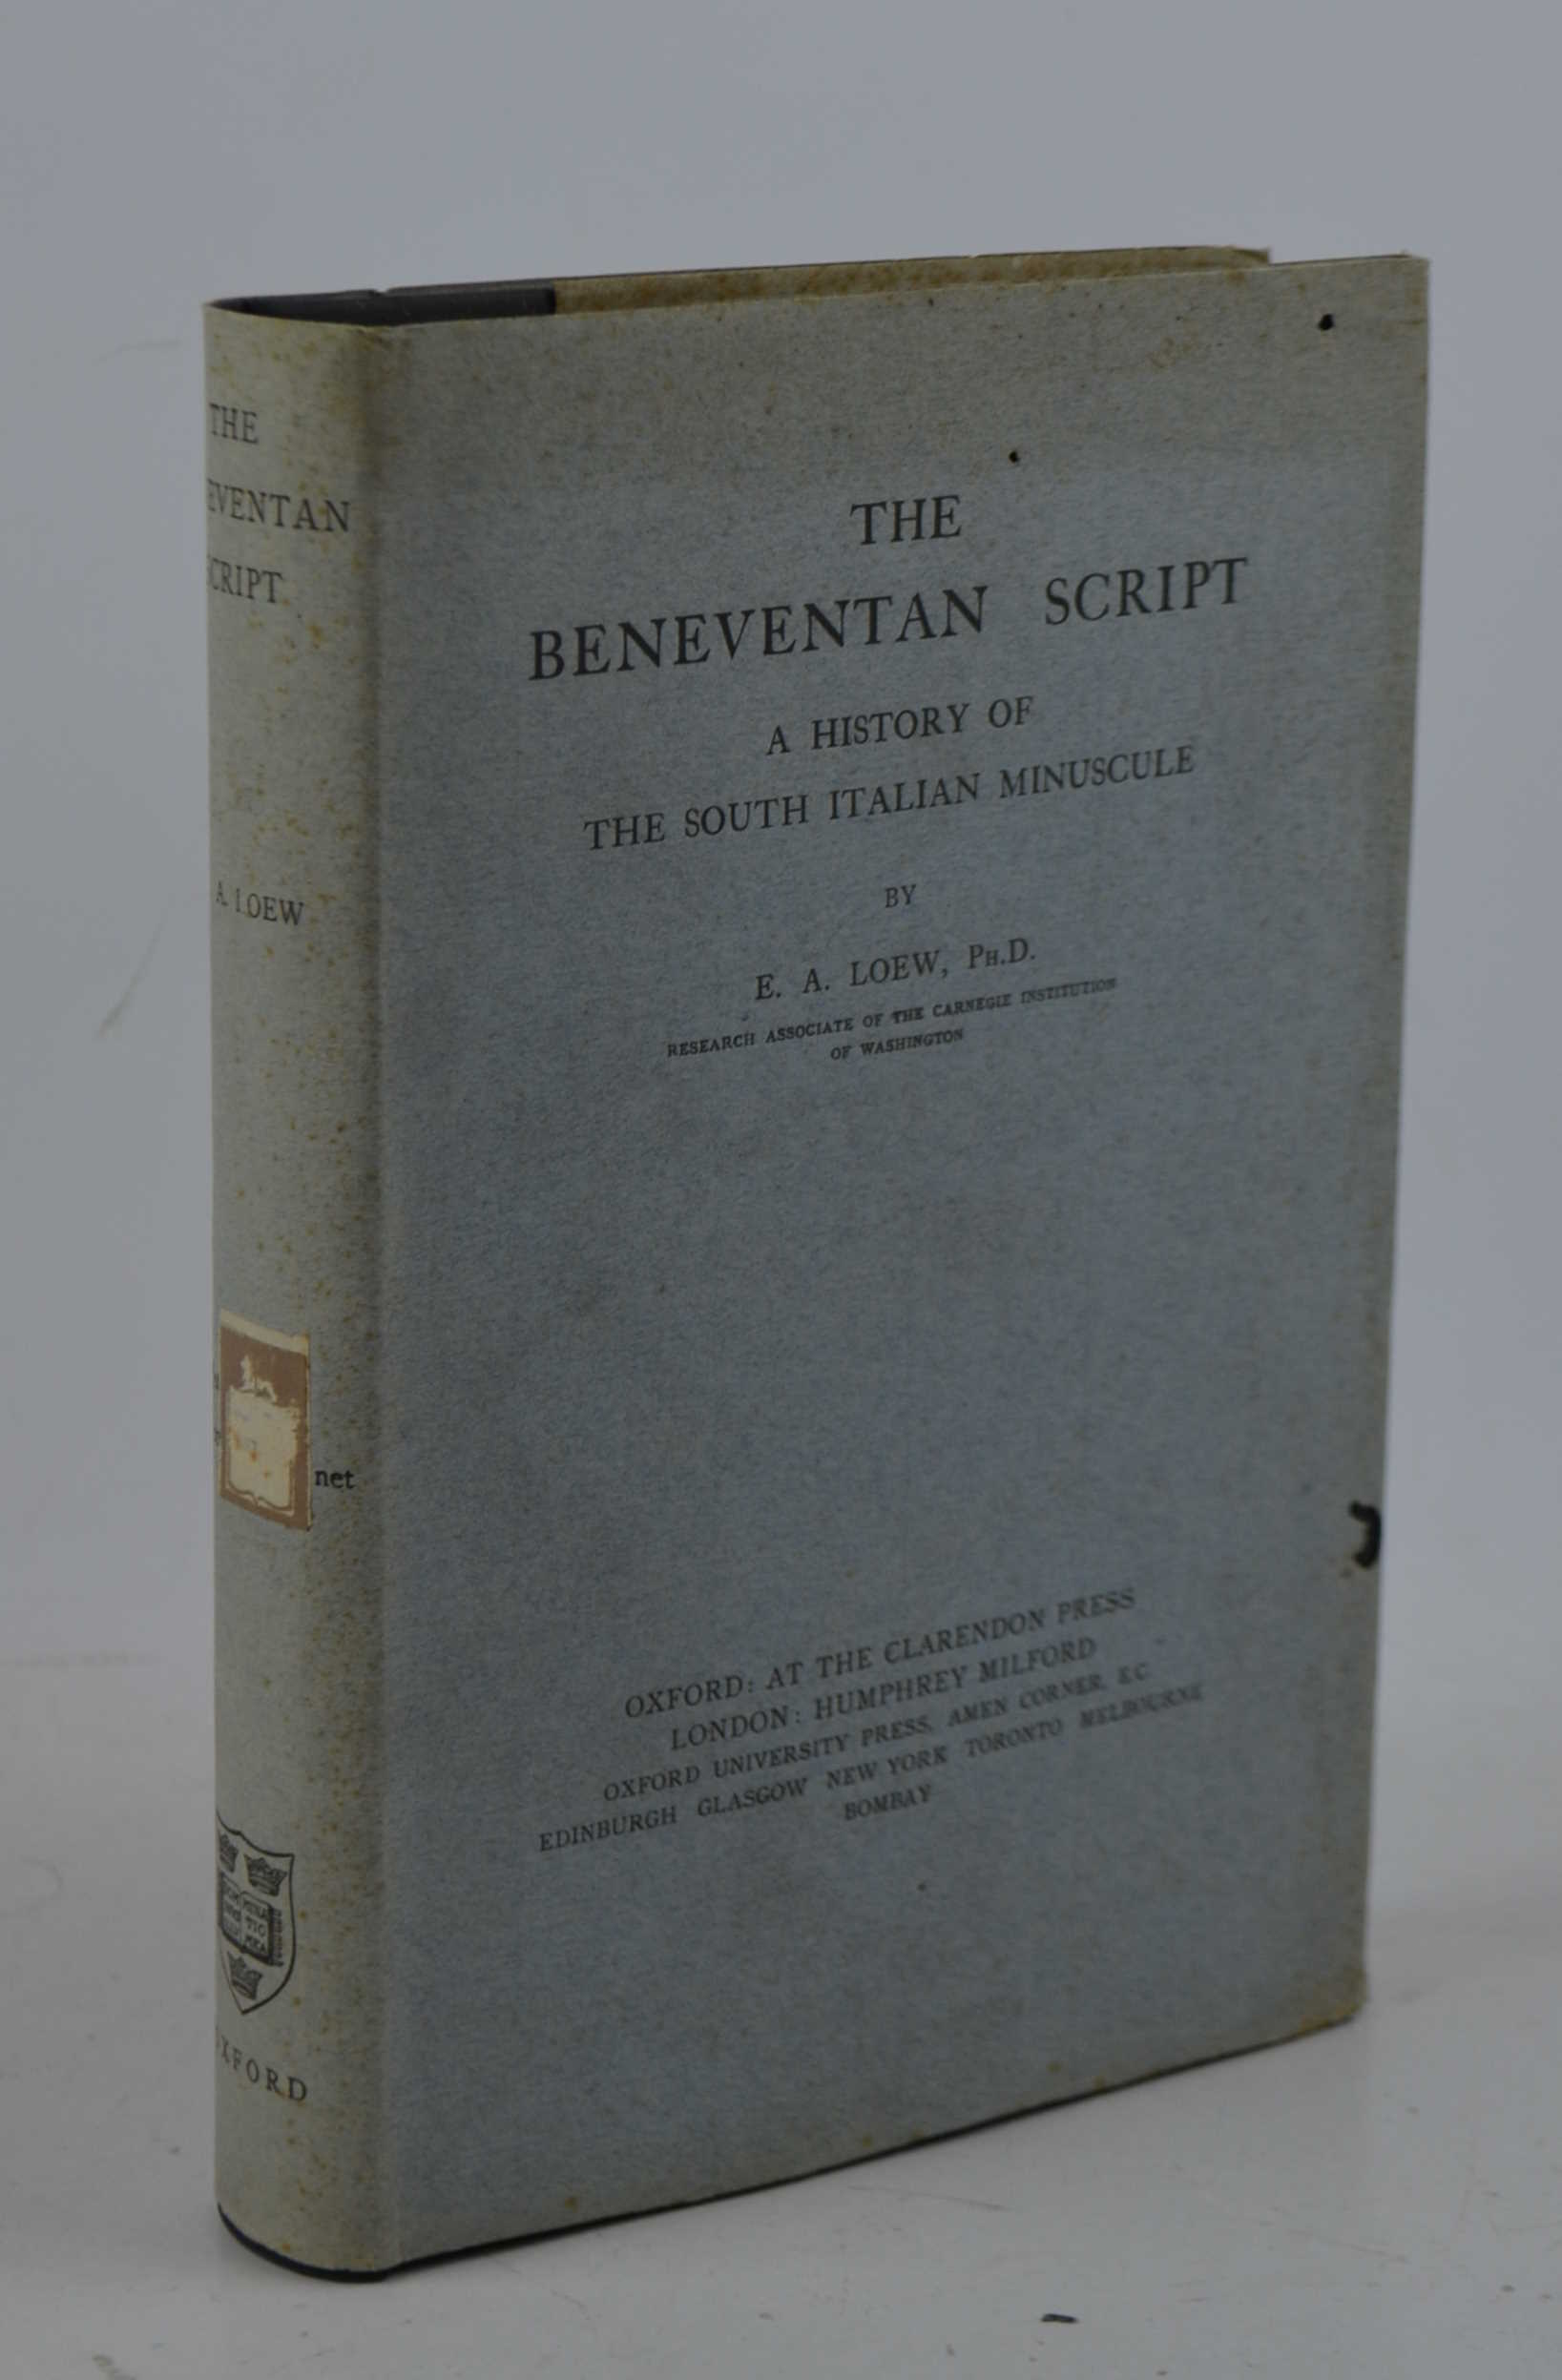 THE
EVENTAN
CRIPT
A. LOEW
net
OXFORD
THE
BENEVENTAN SCRIPT
A HISTORY OF
THE SOUTH ITALIAN MINUSCULE
BY
E. A. LOEW, PH.D.
RESEARCH ASSOCIATE OF THE CARNEGIE INSTITUTION
OF WASHINGTON
OXFORD: AT THE CLARENDON PRESS
LONDON: HUMPHREY MILFORD
OXFORD UNIVERSITY PRESS, AMEN CORNER, E.C.
EDINBURGH GLASGOW NEW YORK TORONTO MELBOURNE
BOMBAY